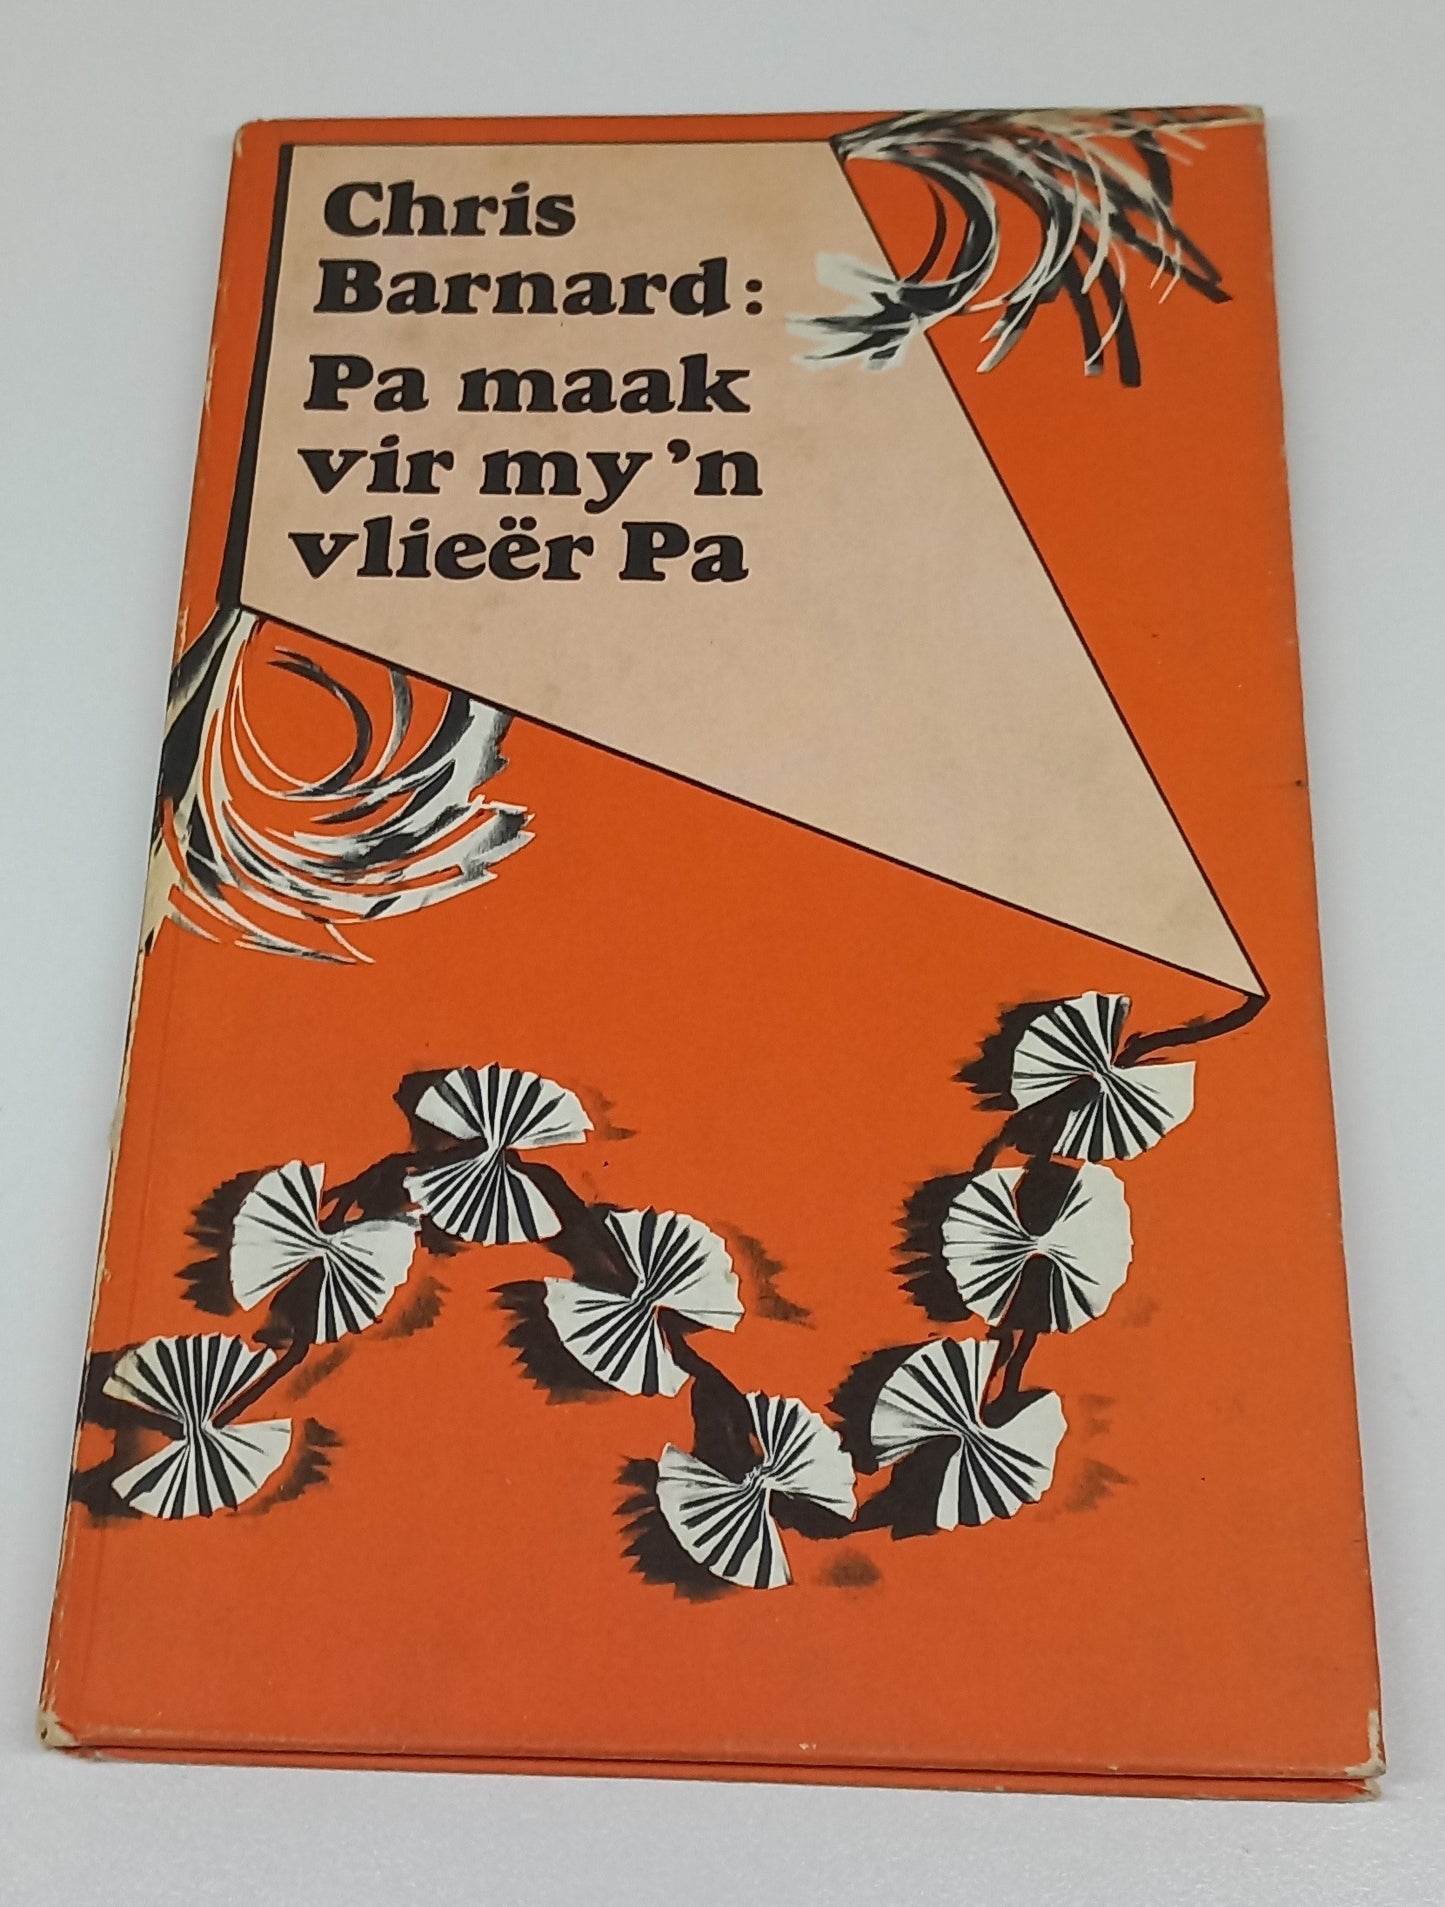 Chris
Barnard:
Pa maak
vir my 'n
vlieër Pa